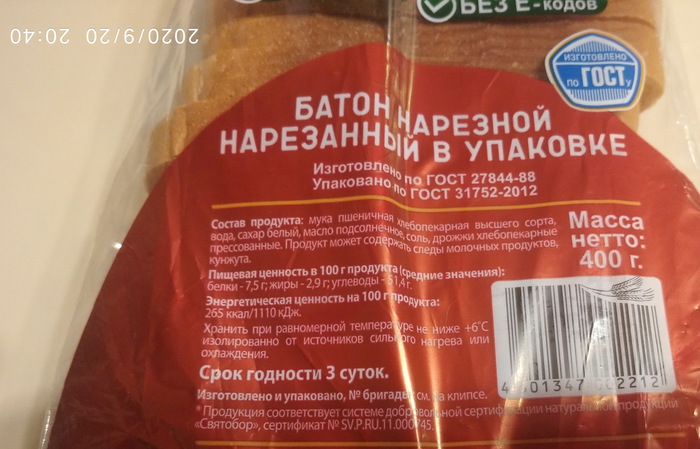 БЕЗ Е-кодов
2020/9/20 20:40
ИЗГОТОВЛЕНО
по ГОСТу
БАТОН НАРЕЗНОЙ
НАРЕЗАННЫЙ В УПАКОВКЕ
Изготовлено по ГОСТ 27844-88
Упаковано по ГОСТ 31752-2012
Состав продукта: мука пшеничная хлебопекарная высшего сорта,
вода, сахар белый, масло подсолнечное, соль, дрожжи хлебопекарные
прессованные. Продукт может содержать следы молочных продуктов,
кунжута.
Масса
нетто:
400 г.
Пищевая ценность в 100 г продукта (средние значения):
белки - 7,5 г; жиры - 2,9 г; углеводы - 51,4 г.
Энергетическая ценность на 100 г продукта:
265 ккал/1110 кДж.
Хранить при равномерной температуре не ниже +6°С
изолированно от источников сильного нагрева или
охлаждения.
Срок годности 3 суток.
Изготовлено и упаковано, № бригады см. на клипсе.
* Продукция соответствует системе добровольной сертификации натуральной продукции
«Святобор», сертификат № SV.P.RU.11.000745.